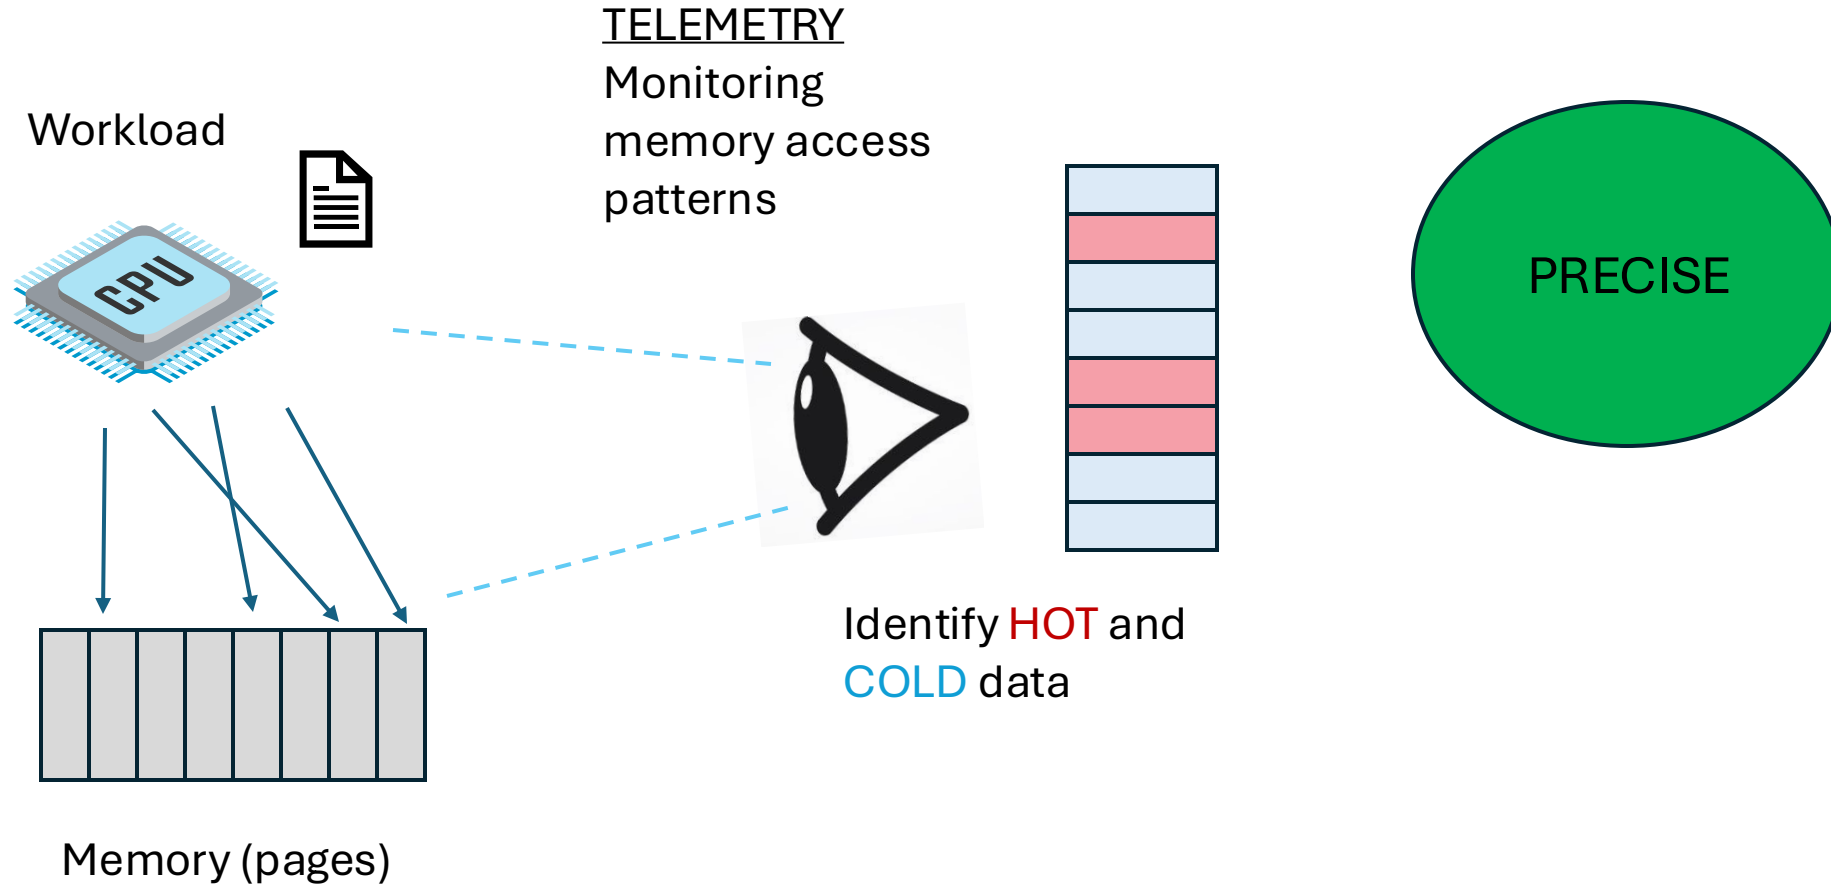 TELEMETRY
Monitoring
memory access
patterns
Workload
CPU
PRECISE
Identify HOT and
COLD data
Memory (pages)